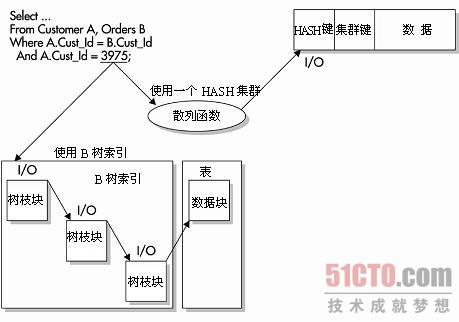 Select ...
From Customer A, Orders B
Where A.Cust_Id = B.Cust_Id
And A.Cust_Id = 3975;
HASH键 集群键 数 据
I/O
使用一个 HASH 集群
散列函数
使用 B 树索引
I/O
B 树索引
表
树枝块
I/O
数据块
树枝块
I/O
树枝块
51CTO.com
技术成就梦想